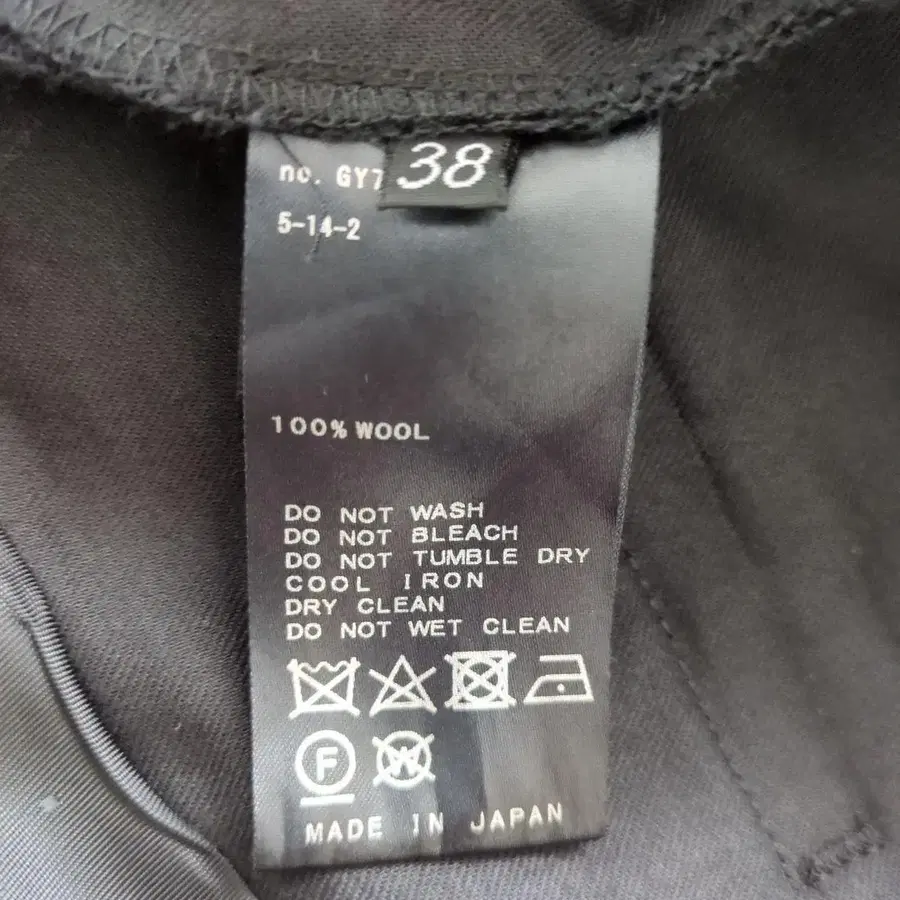 38
no. GY7
5-14-2
100% WOOL
DO NOT WASH
DO NOT BLEACH
DO NOT TUMBLE DRY
COOL IRON
DRY CLEAN
DO NOT WET CLEAN
F W
MADE IN JAPAN